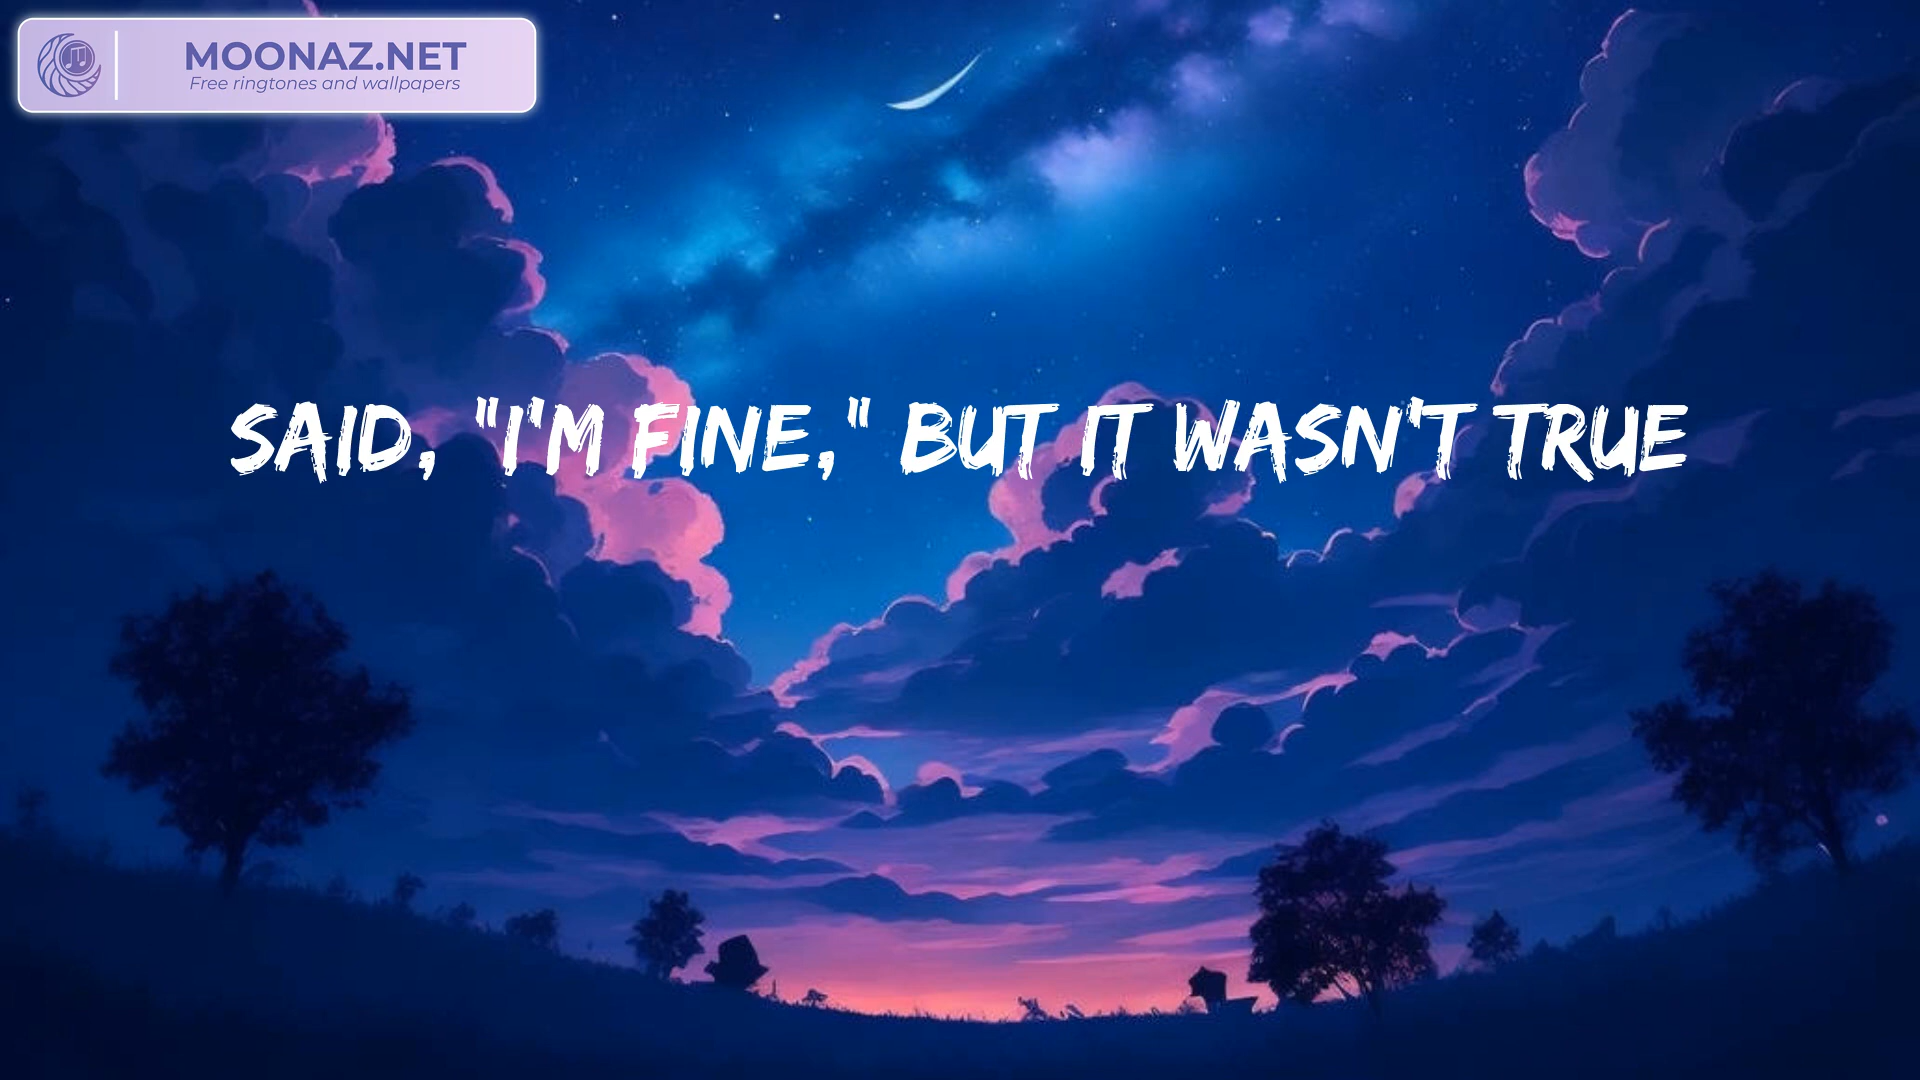 MOONAZ.NET
Free ringtones and wallpapers
SAID, "I'M FINE," BUT IT WASN'T TRUE